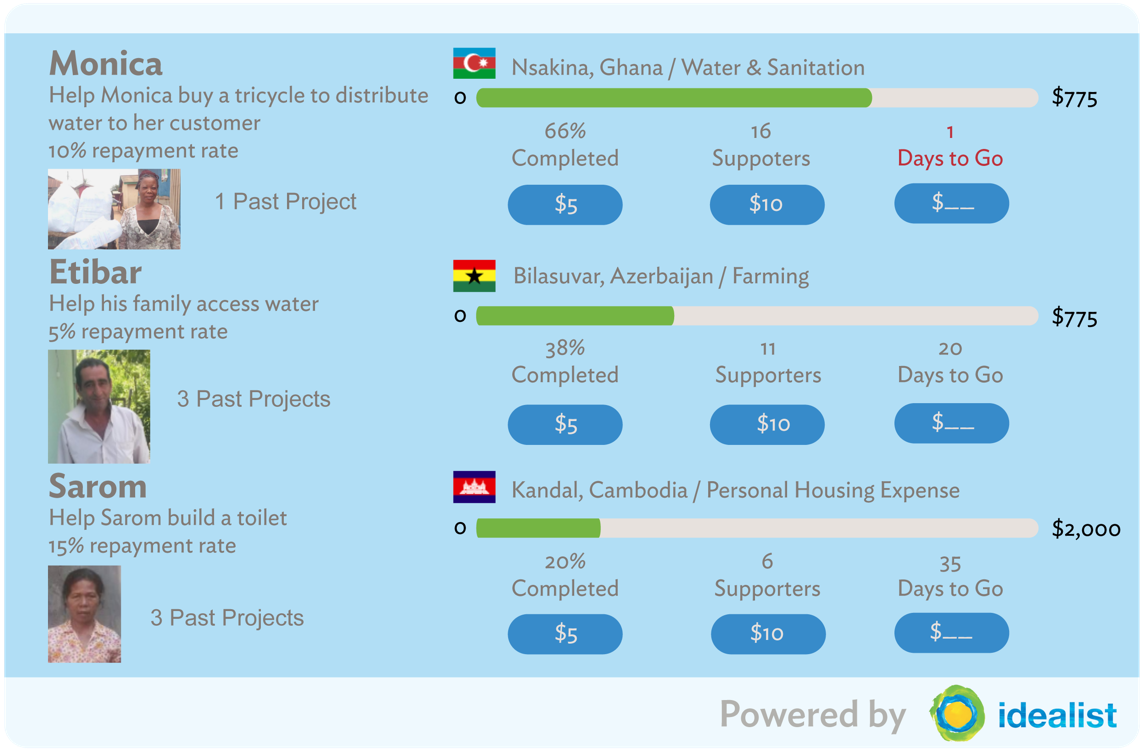 Monica
Help Monica buy a tricycle to distribute
water to her customer
10% repayment rate
1 Past Project
Nsakina, Ghana / Water & Sanitation
0 $775
66% 16 1
Completed Suppoters Days to Go
$5 $10 $__
Etibar
Help his family access water
5% repayment rate
3 Past Projects
Bilasuvar, Azerbaijan / Farming
0 $775
38% 11 20
Completed Supporters Days to Go
$5 $10 $__
Sarom
Help Sarom build a toilet
15% repayment rate
3 Past Projects
Kandal, Cambodia / Personal Housing Expense
0 $2,000
20% 6 35
Completed Supporters Days to Go
$5 $10 $__
Powered by idealist